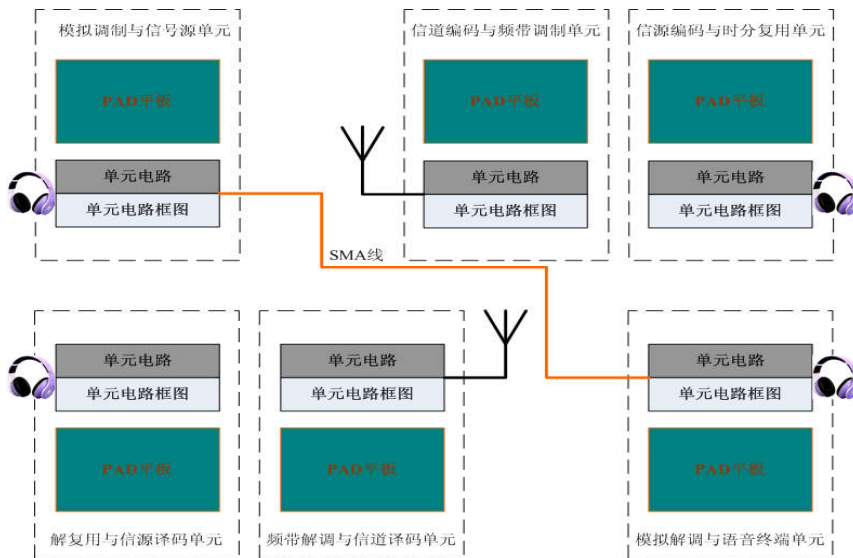 模拟调制与信号源单元
信道编码与频带调制单元
信源编码与时分复用单元
PAD平板
PAD平板
PAD平板
单元电路
单元电路
单元电路
单元电路框图
单元电路框图
单元电路框图
SMA线
单元电路
单元电路
单元电路
单元电路框图
单元电路框图
单元电路框图
PAD平板
PAD平板
PAD平板
解复用与信源译码单元
频带解调与信道译码单元
模拟解调与语音终端单元